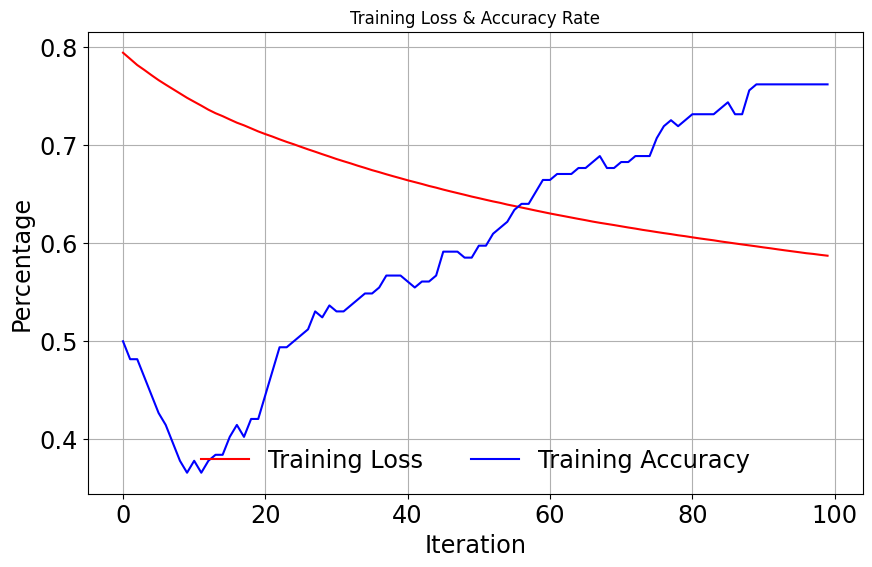 Training Loss & Accuracy Rate
0.8
0.7
0.6
0.5
0.4
Percentage
Training Loss
Training Accuracy
0
20
40
60
80
100
Iteration